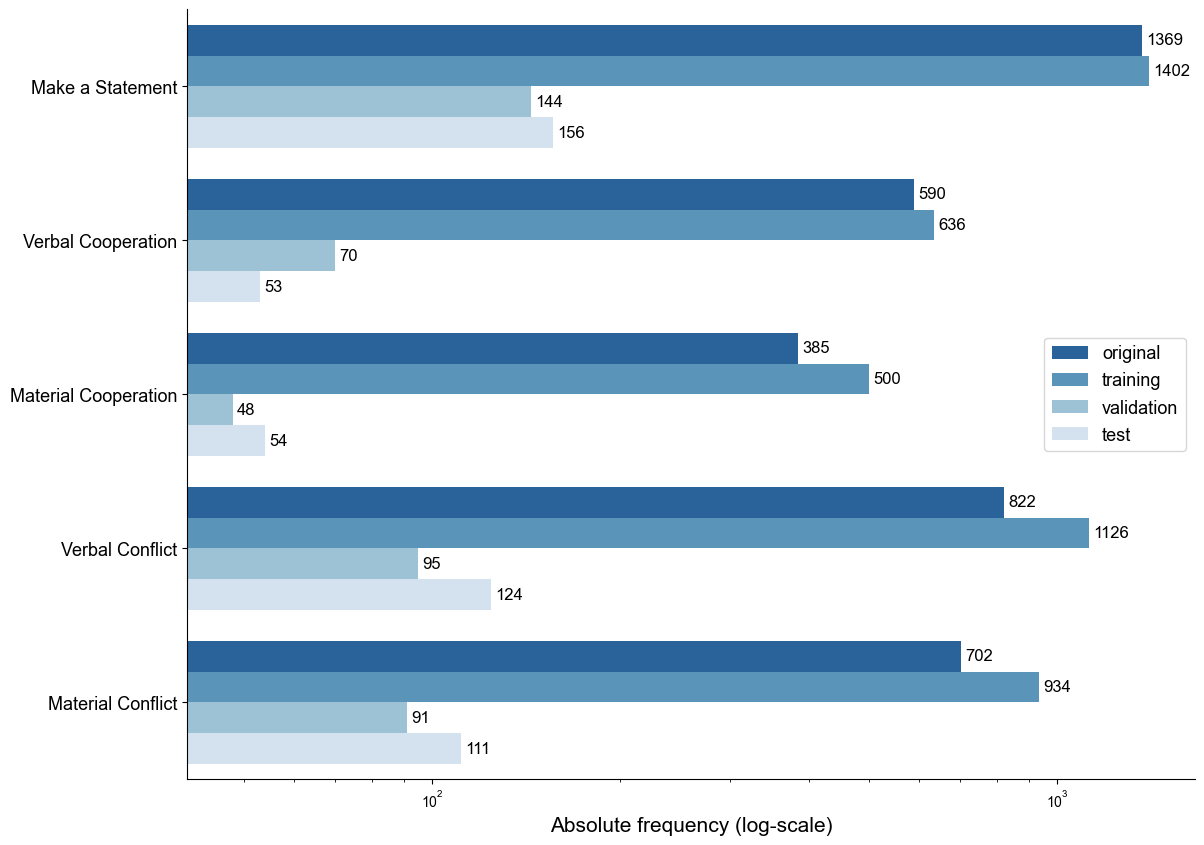 Make a Statement
1369
1402
144
156
Verbal Cooperation
590
636
70
53
Material Cooperation
385
500
48
54
Verbal Conflict
822
1126
95
124
Material Conflict
702
934
91
111
original
training
validation
test
10² 10³
Absolute frequency (log-scale)